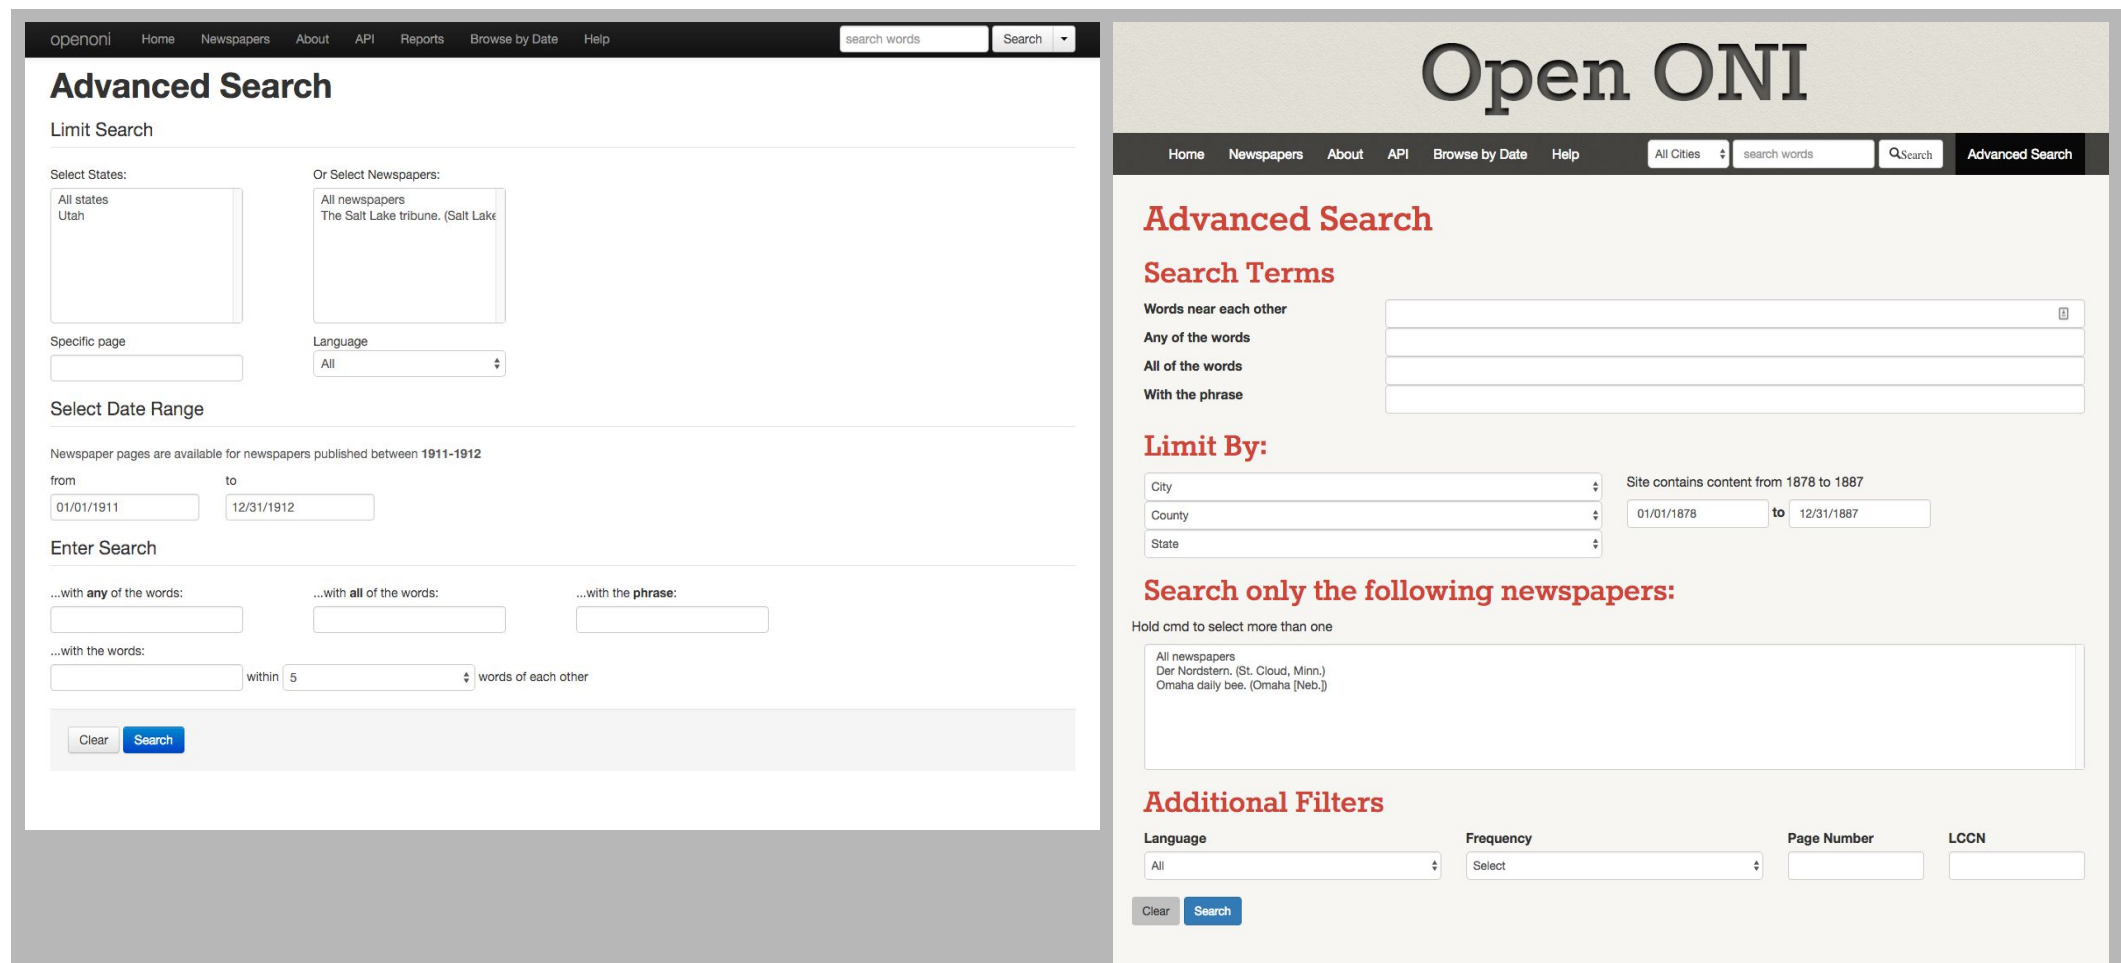 openoni Home Newspapers About API Reports Browse by Date Help search words Search
Advanced Search
Limit Search
Select States: Or Select Newspapers:
All states All newspapers
Utah The Salt Lake tribune. (Salt Lake
Specific page Language
All
Select Date Range
Newspaper pages are available for newspapers published between 1911-1912
from to
01/01/1911 12/31/1912
Enter Search
...with any of the words: ...with all of the words: ...with the phrase:
...with the words:
within 5 words of each other
Clear Search
Open ONI
Home Newspapers About API Browse by Date Help All Cities search words Search Advanced Search
Advanced Search
Search Terms
Words near each other
Any of the words
All of the words
With the phrase
Limit By:
City Site contains content from 1878 to 1887
County 01/01/1878 to 12/31/1887
State
Search only the following newspapers:
Hold cmd to select more than one
All newspapers
Der Nordstern. (St. Cloud, Minn.)
Omaha daily bee. (Omaha [Neb.])
Additional Filters
Language Frequency Page Number LCCN
All Select
Clear Search